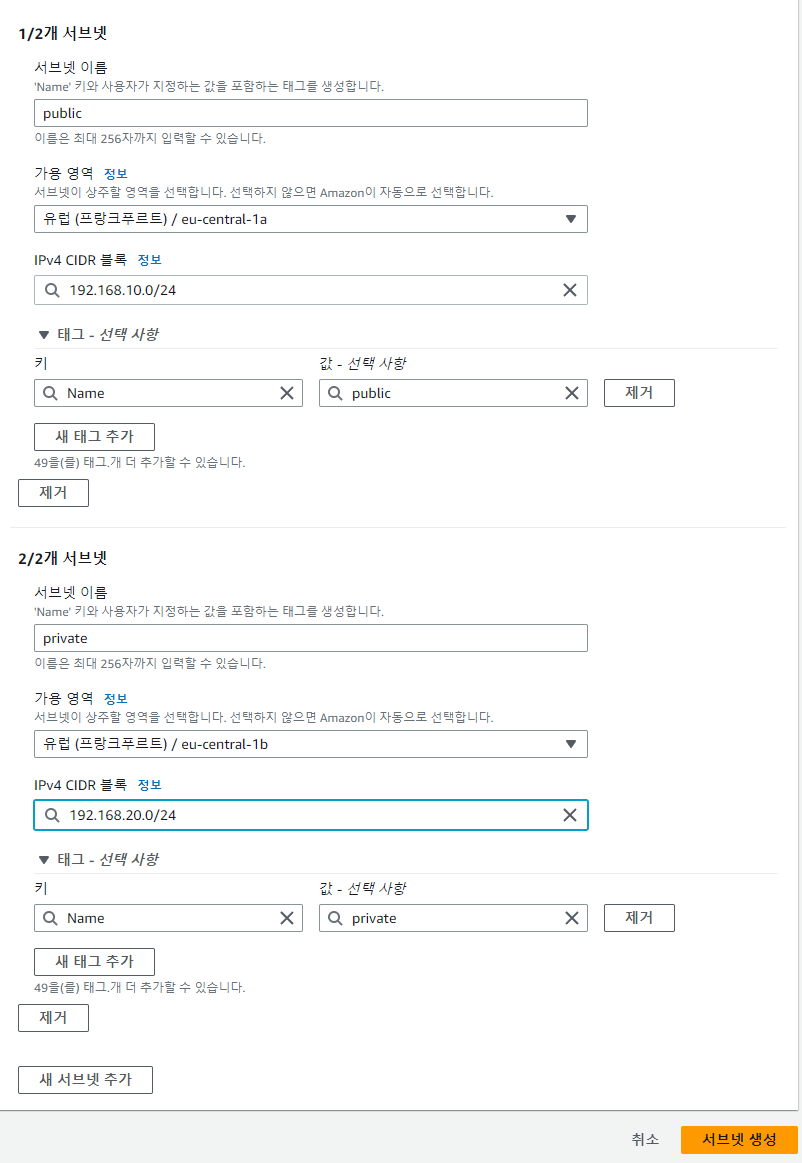 1/2개 서브넷
서브넷 이름
'Name' 키와 사용자가 지정하는 값을 포함하는 태그를 생성합니다.
public
이름은 최대 256자까지 입력할 수 있습니다.
가용 영역 정보
서브넷이 상주할 영역을 선택합니다. 선택하지 않으면 Amazon이 자동으로 선택합니다.
유럽 (프랑크푸르트) / eu-central-1a
IPv4 CIDR 블록 정보
192.168.10.0/24
태그 - 선택 사항
키 값 - 선택 사항
Name public 제거
새 태그 추가
49을(를) 태그.개 더 추가할 수 있습니다.
제거
2/2개 서브넷
서브넷 이름
'Name' 키와 사용자가 지정하는 값을 포함하는 태그를 생성합니다.
private
이름은 최대 256자까지 입력할 수 있습니다.
가용 영역 정보
서브넷이 상주할 영역을 선택합니다. 선택하지 않으면 Amazon이 자동으로 선택합니다.
유럽 (프랑크푸르트) / eu-central-1b
IPv4 CIDR 블록 정보
192.168.20.0/24
태그 - 선택 사항
키 값 - 선택 사항
Name private 제거
새 태그 추가
49을(를) 태그.개 더 추가할 수 있습니다.
제거
새 서브넷 추가
취소 서브넷 생성